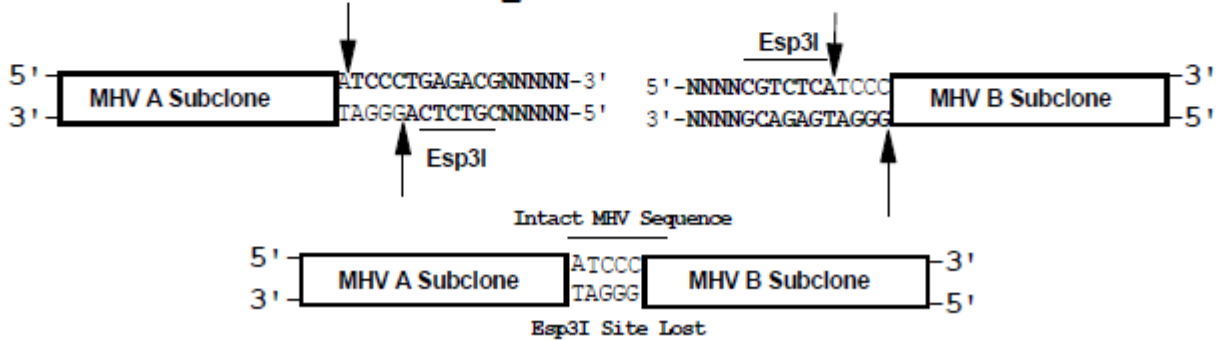 Esp3I
5'- MHV A Subclone ATCCCTGAGACGNNNNN-3' 5'-NNNNCGTCTCATCCC MHV B Subclone -3'
3'- TAGGGACTCTGCNNNNN-5' 3'-NNNNGCAGAGTAGGG -5'
Esp3I
Intact MHV Sequence
5'- MHV A Subclone ATCCC MHV B Subclone -3'
3'- TAGGG -5'
Esp3I Site Lost